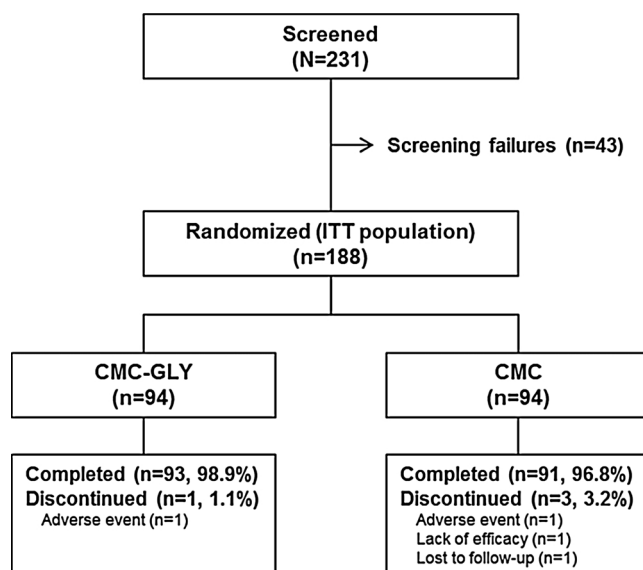 Screened
(N=231)
Screening failures (n=43)
Randomized (ITT population)
(n=188)
CMC-GLY
(n=94)
CMC
(n=94)
Completed (n=93, 98.9%)
Discontinued (n=1, 1.1%)
Adverse event (n=1)
Completed (n=91, 96.8%)
Discontinued (n=3, 3.2%)
Adverse event (n=1)
Lack of efficacy (n=1)
Lost to follow-up (n=1)